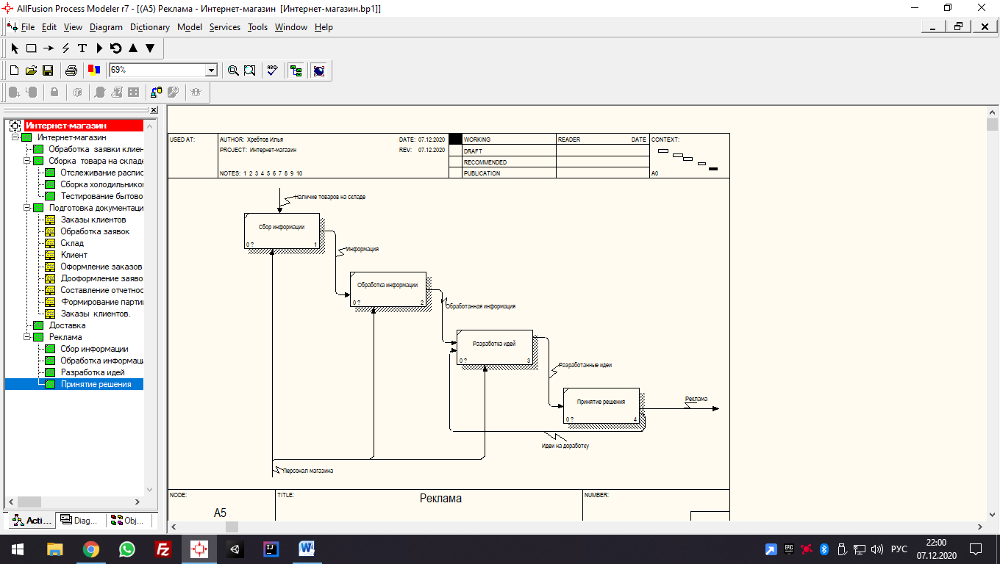 AllFusion Process Modeler r7 - [(A5) Реклама - Интернет-магазин [Интернет-магазин.bp1]]
File Edit View Diagram Dictionary Model Services Tools Window Help
69%
ABC
Интернет-магазин
Интернет-магазин
Обработка заявки клиен
Сборка товара на складе
Отслеживание распис
Сборка холодильников
Тестирование бытово
Подготовка документаци
Заказы клиентов
Обработка заявок
Склад
Клиент
Оформление заказов
Дооформление заяво
Составление отчетнос
Формирование парти
Заказы клиентов.
Доставка
Реклама
Сбор информации
Обработка информаци
Разработка идей
Принятие решения
Acti...
Diag...
Obj...
USED AT:
AUTHOR: Хребтов Илья
DATE: 07.12.2020
PROJECT: Интернет-магазин
REV: 07.12.2020
NOTES: 1 2 3 4 5 6 7 8 9 10
WORKING
DRAFT
RECOMMENDED
PUBLICATION
READER DATE
CONTEXT:
A0
Наличие товаров на складе
Сбор информации
0 ? 1
Информация
Обработка информации
0 ? 2
Обработанная информация
Разработка идей
0 ? 3
Разработанные идеи
Принятие решения
0 ? 4
Реклама
Идеи на доработку
Персонал магазина
NODE:
A5
TITLE:
Реклама
NUMBER:
Fz
IJ
W
EPIC
РУС
22:00
07.12.2020